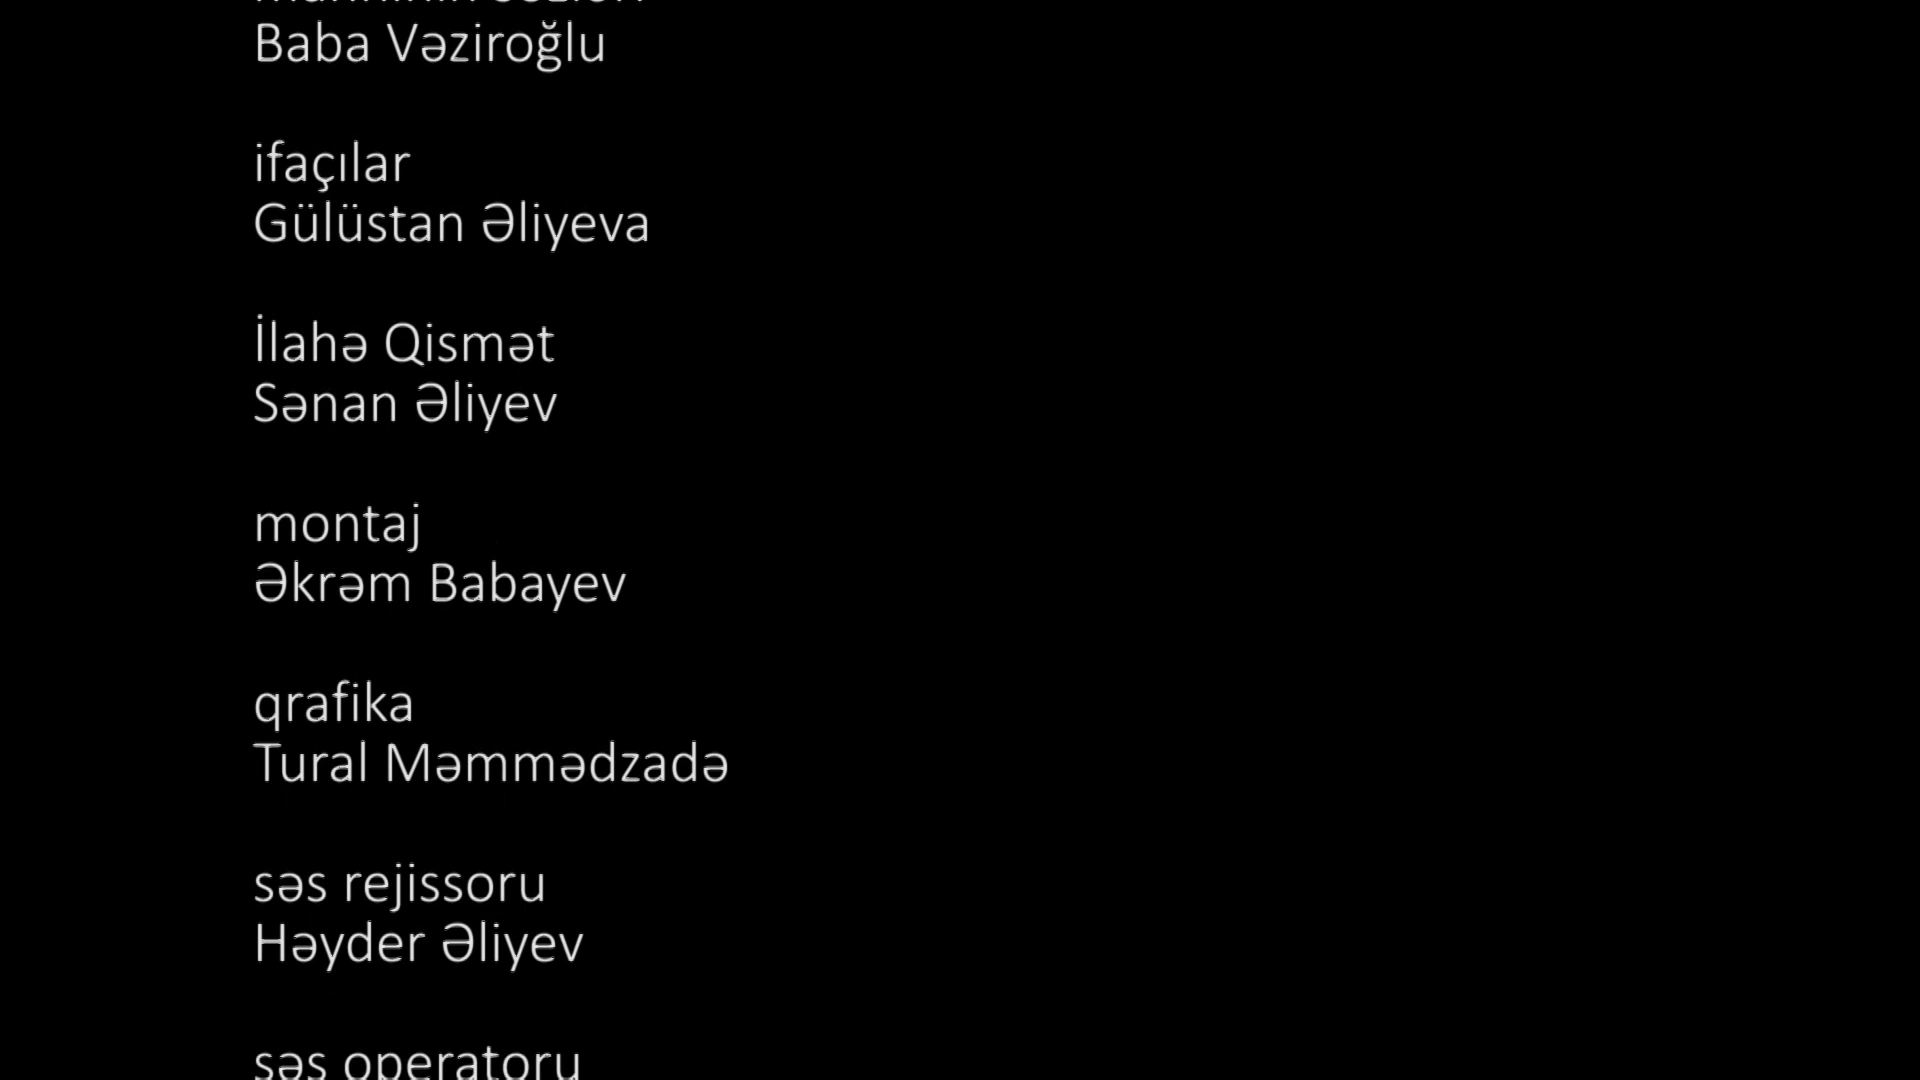 Baba Vəziroğlu
ifaçılar
Gülüstan Əliyeva
İlahə Qismət
Sənan Əliyev
montaj
Əkrəm Babayev
qrafika
Tural Məmmədzadə
səs rejissoru
Həyder Əliyev
səs operatoru